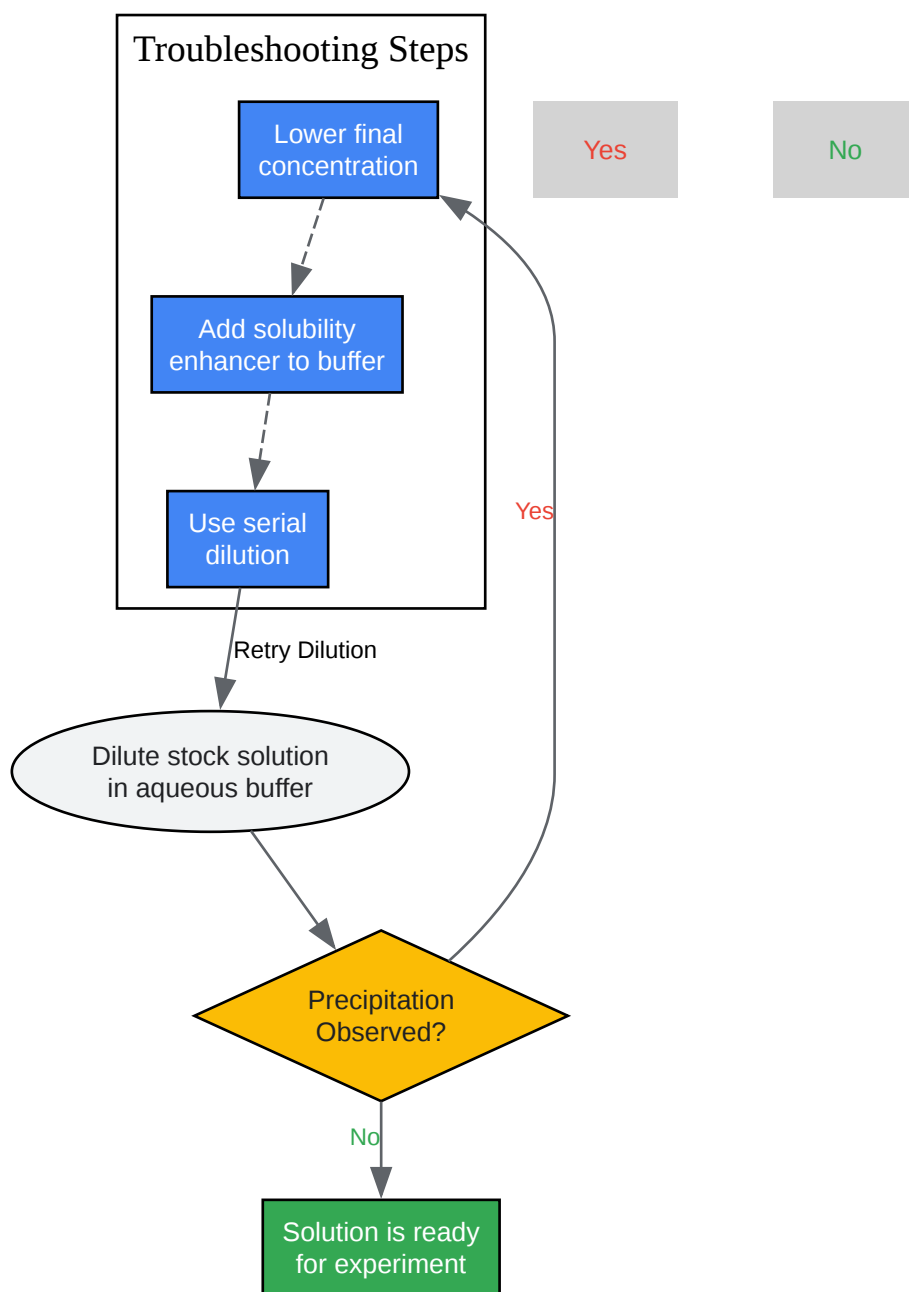 Troubleshooting Steps
Lower final
concentration
Yes
No
Add solubility
enhancer to buffer
Use serial
dilution
Yes
Retry Dilution
Dilute stock solution
in aqueous buffer
Precipitation
Observed?
No
Solution is ready
for experiment